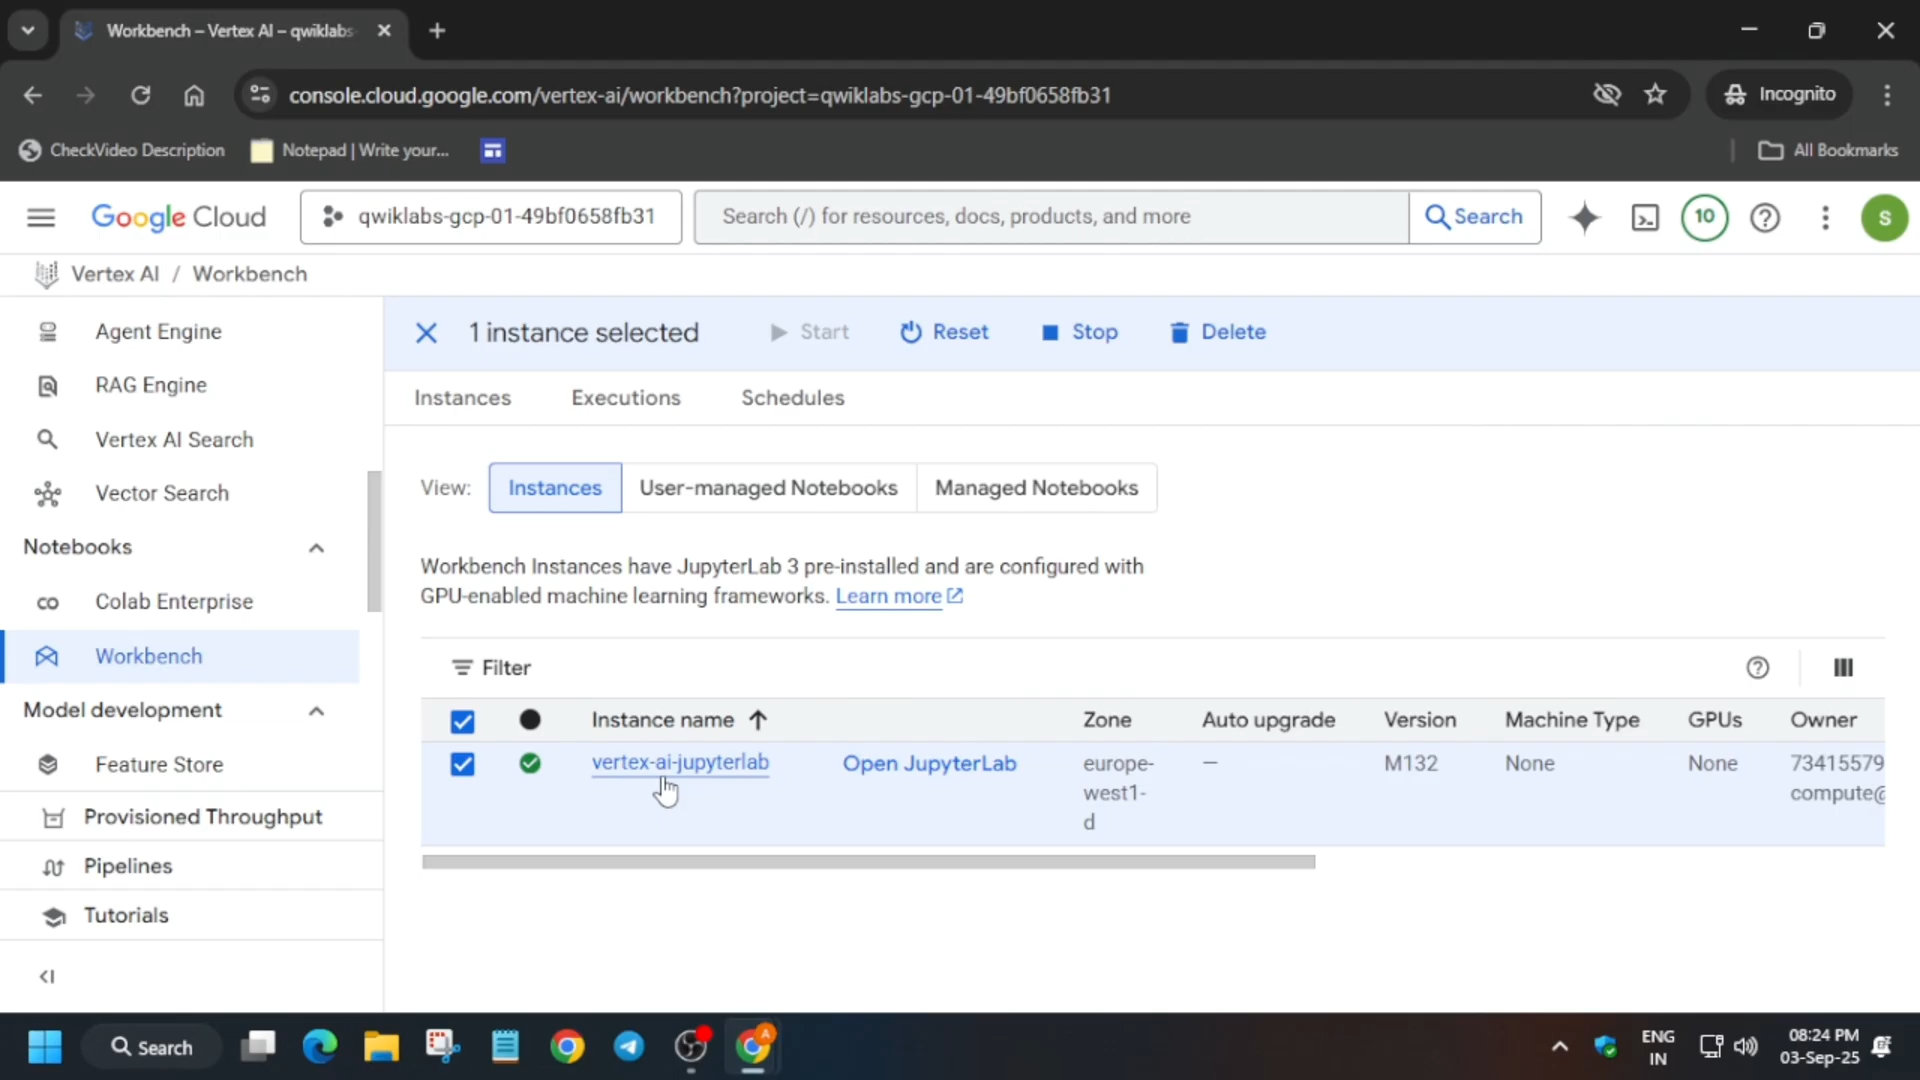 Workbench – Vertex AI – qwiklabs-
console.cloud.google.com/vertex-ai/workbench?project=qwiklabs-gcp-01-49bf0658fb31
Incognito
CheckVideo Description
Notepad | Write your...
All Bookmarks
Google Cloud
qwiklabs-gcp-01-49bf0658fb31
Search (/) for resources, docs, products, and more
Search
10
S
Vertex AI / Workbench
Agent Engine
RAG Engine
Vertex AI Search
Vector Search
Notebooks
Colab Enterprise
Workbench
Model development
Feature Store
Provisioned Throughput
Pipelines
Tutorials
1 instance selected
Start
Reset
Stop
Delete
Instances
Executions
Schedules
View:
Instances
User-managed Notebooks
Managed Notebooks
Workbench Instances have JupyterLab 3 pre-installed and are configured with
GPU-enabled machine learning frameworks. Learn more
Filter
Instance name
Zone
Auto upgrade
Version
Machine Type
GPUs
Owner
vertex-ai-jupyterlab
Open JupyterLab
europe-
west1-
d
–
M132
None
None
73415579
compute@
Search
ENG
IN
08:24 PM
03-Sep-25